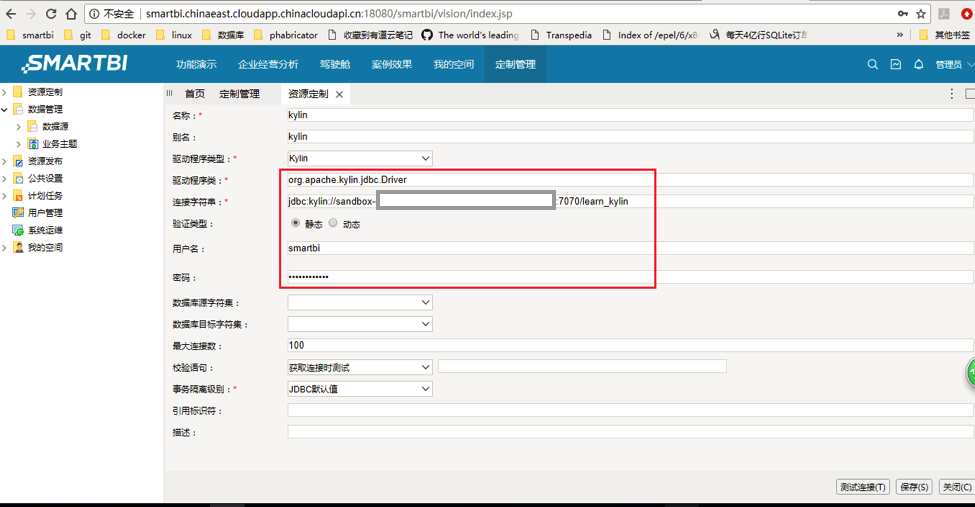 不安全 smartbi.chinaeast.cloudapp.chinacloudapi.cn:18080/smartbi/vision/index.jsp
smartbi git docker linux 数据库 phabricator 收藏到有道云笔记 The world's leading Transpedia Index of /epel/6/x8 每天4亿行SQLite订 » 其他书签
SMARTBI 功能演示 企业经营分析 驾驶舱 案例效果 我的空间 定制管理 管理员
首页 定制管理 资源定制
资源定制
数据管理
数据源
业务主题
资源发布
公共设置
计划任务
用户管理
系统运维
我的空间
名称：* kylin
别名： kylin
驱动程序类型：* Kylin
驱动程序类：* org.apache.kylin.jdbc.Driver
连接字符串：* jdbc:kylin://sandbox- :7070/learn_kylin
验证类型： 静态 动态
用户名： smartbi
密码： ••••••••••••
数据库源字符集：
数据库目标字符集：
最大连接数： 100
校验语句： 获取连接时测试
事务隔离级别：* JDBC默认值
引用标识符：
描述：
测试连接(T) 保存(S) 关闭(C)